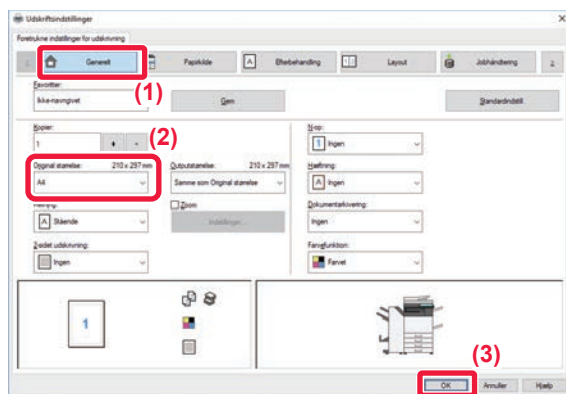 Udskriftsindstillinger
Foretrukne indstillinger for udskrivning
Generelt
Papirkilde
Efterbehandling
Layout
Jobhåndtering
2
Favoritter:
Ikke-navngivet
(1)
Gem
Standardindstil.
Kopier:
1
+ -
(2)
N-op:
1 Ingen
Original størrelse: 210 x 297 mm
A4
Outputstørrelse: 210 x 297 mm
Samme som Original størrelse
Hæftning:
A Ingen
Retning:
A Stående
Zoom
Indstillinger...
Dokumentarkivering:
Ingen
2-sidet udskrivning:
Ingen
Farvefunktion:
Farvet
1
(3)
OK
Annuller
Hjælp